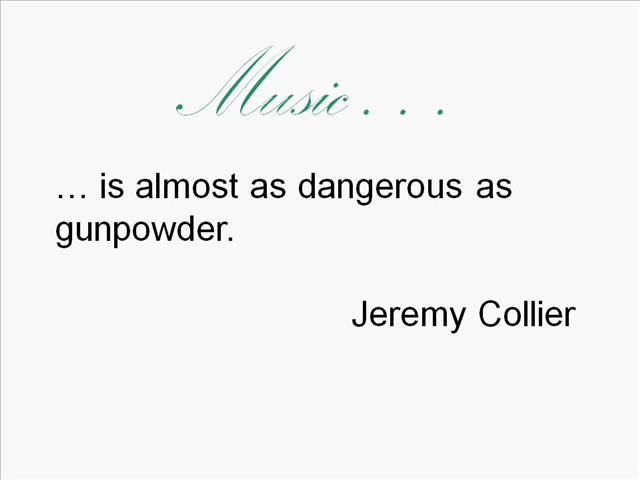 Music . . .
… is almost as dangerous as
gunpowder.
Jeremy Collier